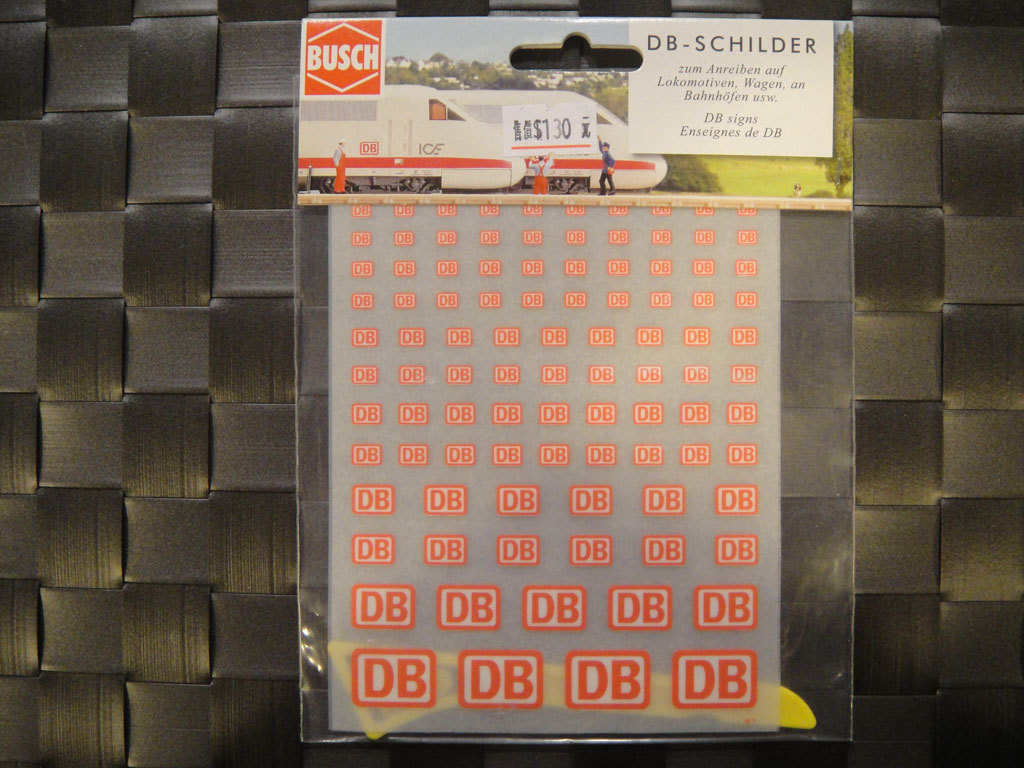 BUSCH
DB-SCHILDER
zum Anreiben auf
Lokomotiven, Wagen, an
Bahnhöfen usw.
DB signs
Enseignes de DB
$130 元
DB ICE
DB DB DB DB DB DB DB DB DB DB
DB DB DB DB DB DB DB DB DB DB
DB DB DB DB DB DB DB DB DB DB
DB DB DB DB DB DB DB DB DB DB
DB DB DB DB DB DB DB DB DB
DB DB DB DB DB DB DB DB DB
DB DB DB DB DB DB DB DB DB
DB DB DB DB DB DB DB DB DB
DB DB DB DB DB DB
DB DB DB DB DB DB
DB DB DB DB DB
DB DB DB DB